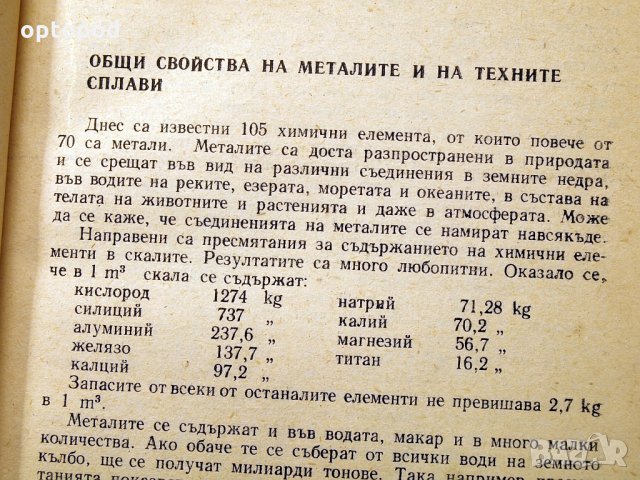 optcpod
ОБЩИ СВОЙСТВА НА МЕТАЛИТЕ И НА ТЕХНИТЕ
СПЛАВИ
Днес са известни 105 химични елемента, от които повече от
70 са метали. Металите са доста разпространени в природата
и се срещат във вид на различни съединения в земните недра,
във водите на реките, езерата, моретата и океаните, в състава на
телата на животните и растенията и даже в атмосферата. Може
да се каже, че съединенията на металите се намират навсякъде.
Направени са пресмятания за съдържанието на химични еле-
менти в скалите. Резултатите са много любопитни. Оказало се,
че в 1 m³ скала се съдържат:
кислород 1274 kg натрий 71,28 kg
силиций 737 „ калий 70,2 „
алуминий 237,6 „ магнезий 56,7 „
желязо 137,7 „ титан 16,2 „
калций 97,2 „
Запасите от всеки от останалите елементи не превишава 2,7 kg
в 1 m³.
Металите се съдържат и във водата, макар и в много малки
количества. Ако обаче те се съберат от всички води на земното
кълбо, ще се получат милиарди тонове. Така например
BAZAR